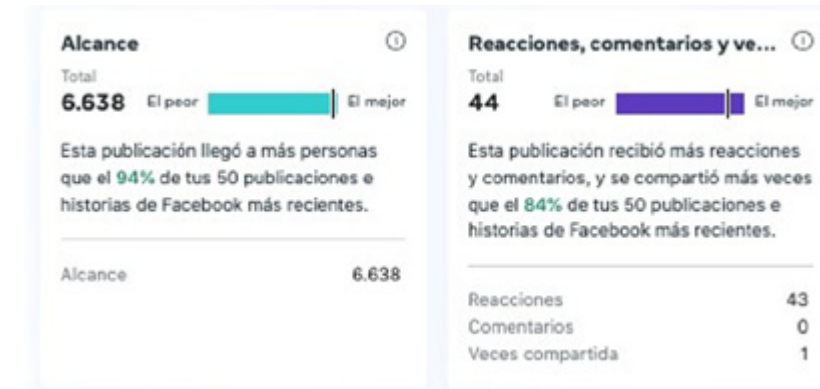 Alcance
Total
6.638 El peor El mejor
Esta publicación llegó a más personas
que el 94% de tus 50 publicaciones e
historias de Facebook más recientes.
Alcance 6.638
Reacciones, comentarios y ve...
Total
44 El peor El mejor
Esta publicación recibió más reacciones
y comentarios, y se compartió más veces
que el 84% de tus 50 publicaciones e
historias de Facebook más recientes.
Reacciones 43
Comentarios 0
Veces compartida 1